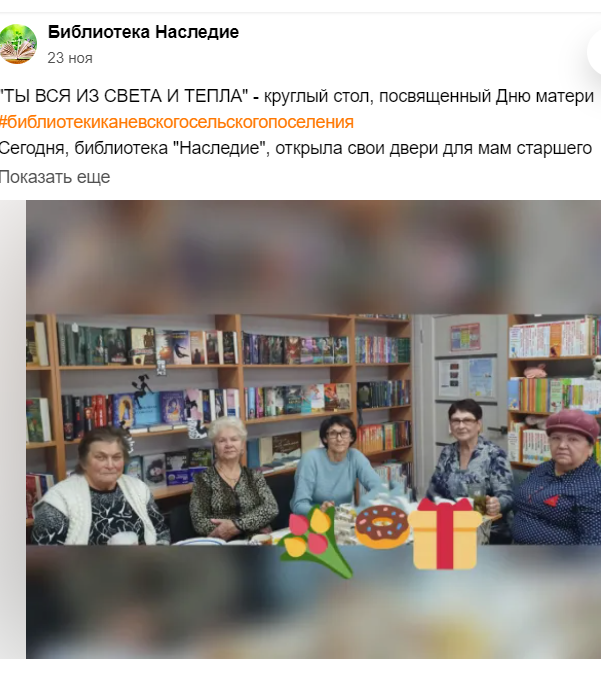 Библиотека Наследие
23 ноя
"ТЫ ВСЯ ИЗ СВЕТА И ТЕПЛА" - круглый стол, посвященный Дню матери
#библиотекиканевскогосельскогопоселения
Сегодня, библиотека "Наследие", открыла свои двери для мам старшего
Показать еще